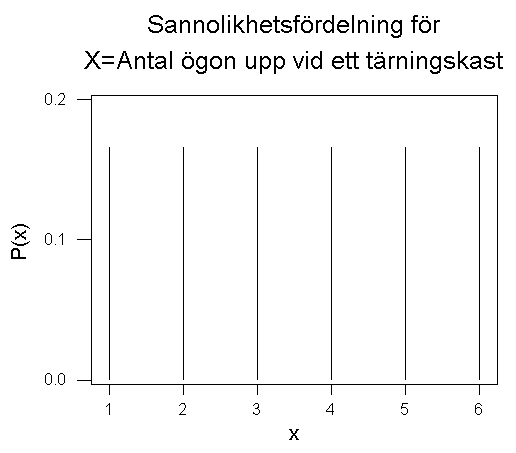 Sannolikhetsfördelning för
X=Antal ögon upp vid ett tärningskast
0.2
0.1
0.0
P(x)
1 2 3 4 5 6
x